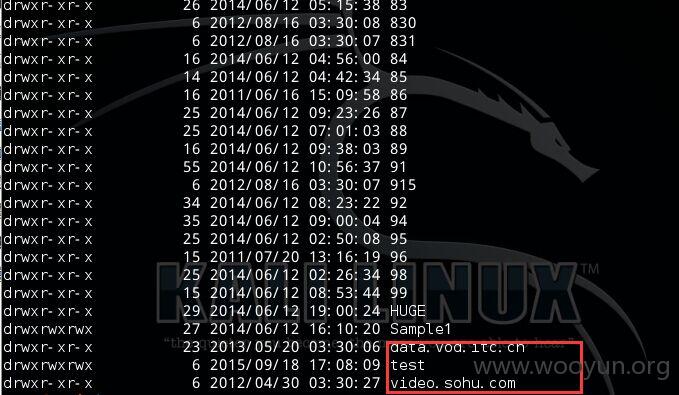 drwxr-xr-x 26 2014/06/12 05:15:38 83
drwxr-xr-x 6 2012/08/16 03:30:08 830
drwxr-xr-x 6 2012/08/16 03:30:07 831
drwxr-xr-x 16 2014/06/12 04:56:00 84
drwxr-xr-x 14 2014/06/12 04:42:34 85
drwxr-xr-x 16 2011/06/16 15:09:58 86
drwxr-xr-x 25 2014/06/12 09:23:26 87
drwxr-xr-x 25 2014/06/12 07:01:03 88
drwxr-xr-x 16 2014/06/12 09:38:03 89
drwxr-xr-x 55 2014/06/12 10:56:37 91
drwxr-xr-x 6 2012/08/16 03:30:07 915
drwxr-xr-x 34 2014/06/12 08:23:22 92
drwxr-xr-x 35 2014/06/12 09:00:04 94
drwxr-xr-x 25 2014/06/12 02:50:08 95
drwxr-xr-x 15 2011/07/20 13:16:19 96
drwxr-xr-x 25 2014/06/12 02:26:34 98
drwxr-xr-x 15 2014/06/12 08:53:44 99
drwxr-xr-x 29 2014/06/12 19:00:24 HUGE
drwxrwxrwx 27 2014/06/12 16:10:20 Sample1
drwxr-xr-x 23 2013/05/20 03:30:06 data.vod.itc.ch
drwxrwxrwx 6 2015/09/18 17:08:09 test
drwxr-xr-x 6 2012/04/30 03:30:27 video.sohu.com
KALI LINUX™
www.wooyun.org